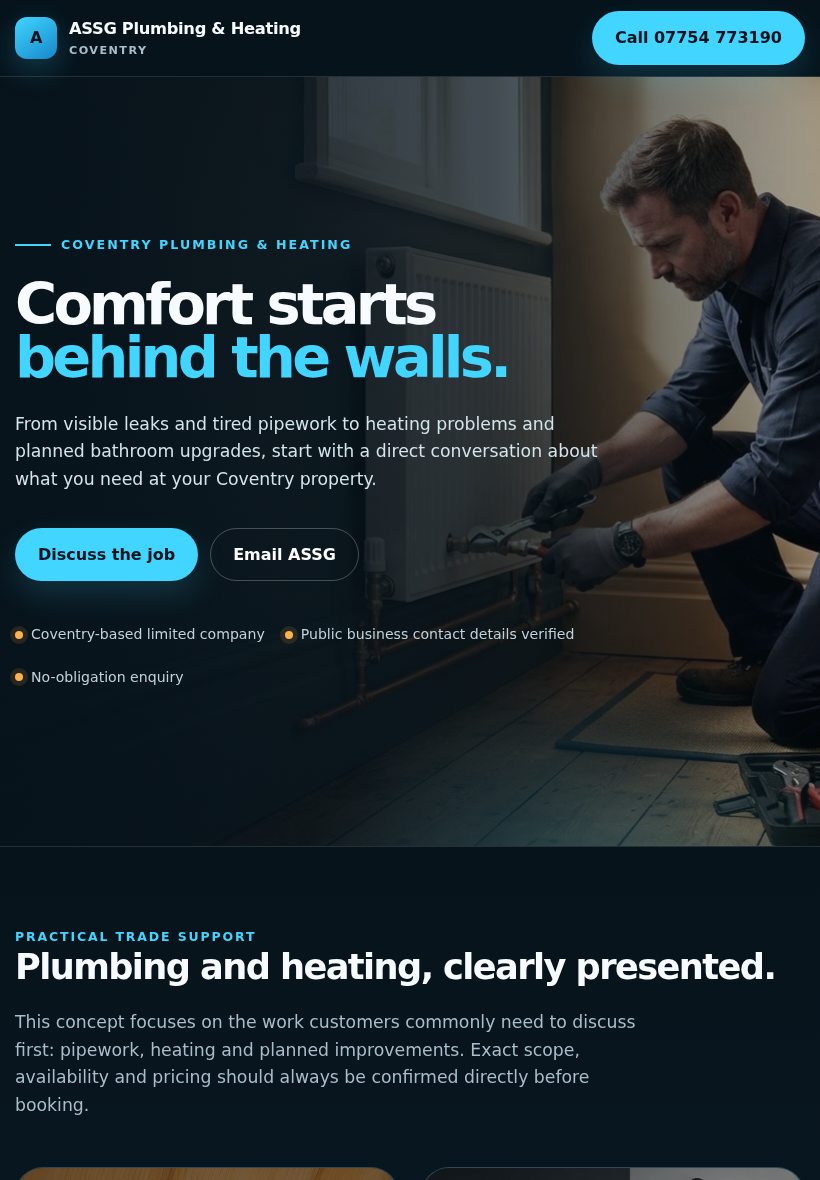 A
ASSG Plumbing & Heating
COVENTRY
Call 07754 773190
COVENTRY PLUMBING & HEATING
Comfort starts
behind the walls.
From visible leaks and tired pipework to heating problems and
planned bathroom upgrades, start with a direct conversation about
what you need at your Coventry property.
Discuss the job
Email ASSG
Coventry-based limited company
Public business contact details verified
No-obligation enquiry
PRACTICAL TRADE SUPPORT
Plumbing and heating, clearly presented.
This concept focuses on the work customers commonly need to discuss
first: pipework, heating and planned improvements. Exact scope,
availability and pricing should always be confirmed directly before
booking.